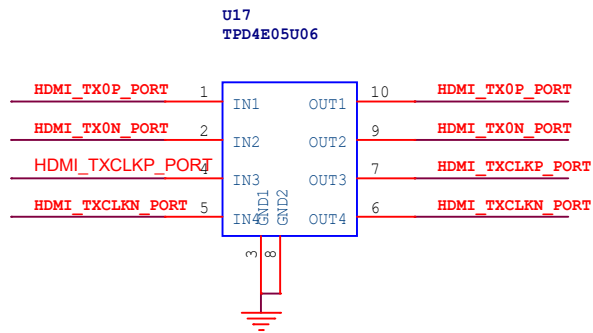 U17
TPD4E05U06
HDMI_TX0P_PORT 1 IN1 OUT1 10 HDMI_TX0P_PORT
HDMI_TX0N_PORT 2 IN2 OUT2 9 HDMI_TX0N_PORT
HDMI_TXCLKP_PORT 4 IN3 OUT3 7 HDMI_TXCLKP_PORT
HDMI_TXCLKN_PORT 5 IN4 OUT4 6 HDMI_TXCLKN_PORT
GND1 GND2
3 8